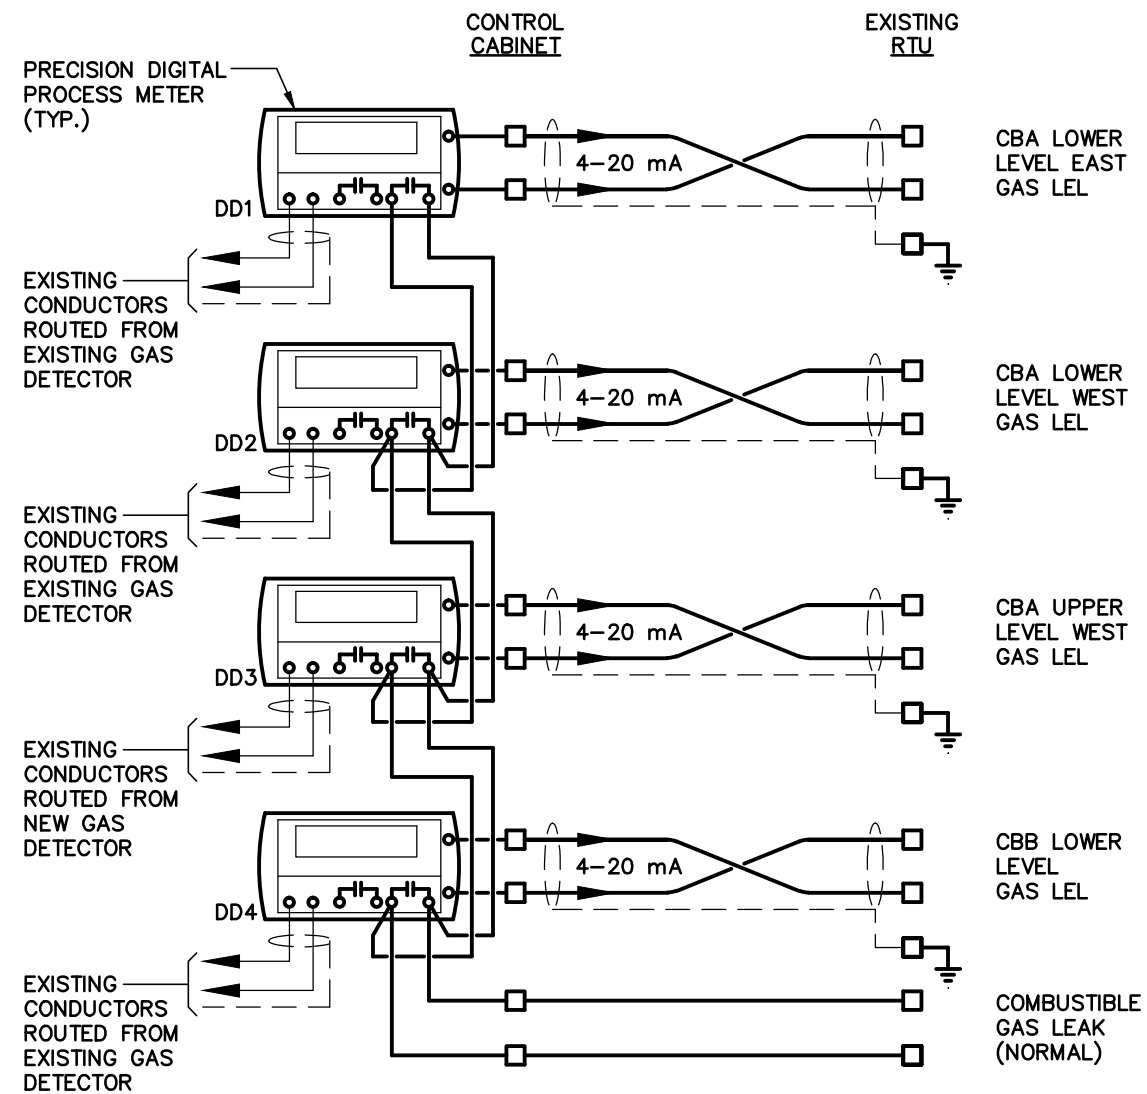 CONTROL
CABINET
EXISTING
RTU
PRECISION DIGITAL
PROCESS METER
(TYP.)
DD1
4-20 mA
CBA LOWER
LEVEL EAST
GAS LEL
EXISTING
CONDUCTORS
ROUTED FROM
EXISTING GAS
DETECTOR
DD2
4-20 mA
CBA LOWER
LEVEL WEST
GAS LEL
EXISTING
CONDUCTORS
ROUTED FROM
EXISTING GAS
DETECTOR
DD3
4-20 mA
CBA UPPER
LEVEL WEST
GAS LEL
EXISTING
CONDUCTORS
ROUTED FROM
NEW GAS
DETECTOR
DD4
4-20 mA
CBB LOWER
LEVEL
GAS LEL
EXISTING
CONDUCTORS
ROUTED FROM
EXISTING GAS
DETECTOR
COMBUSTIBLE
GAS LEAK
(NORMAL)